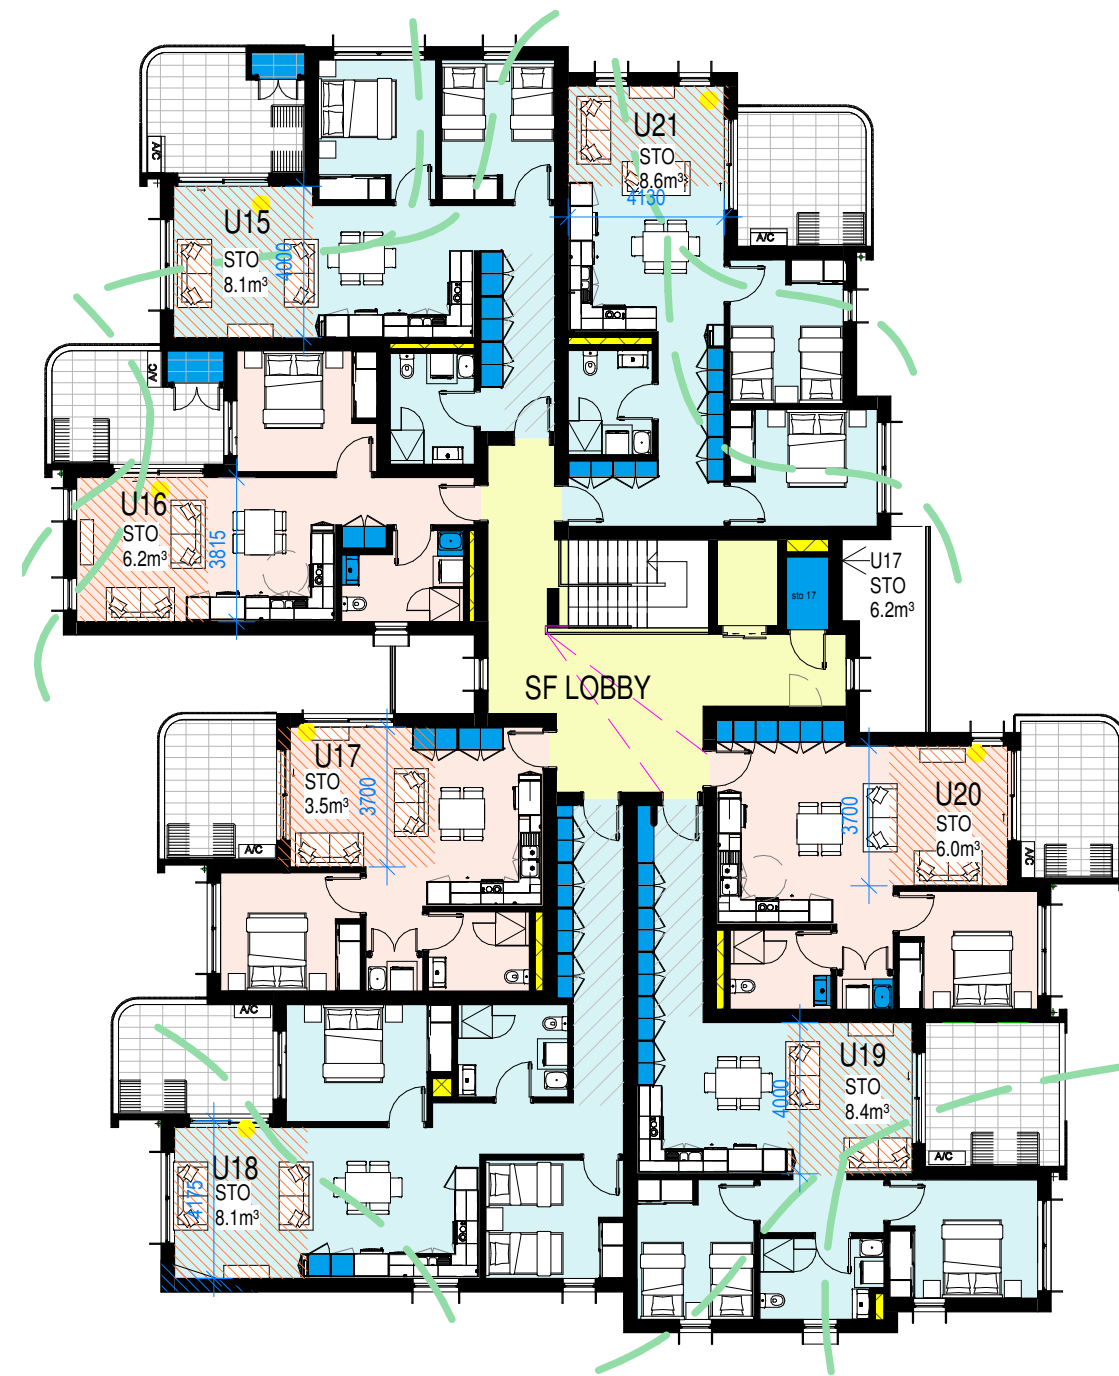 U15
STO
8.1m³
4000
A/C
U21
STO
8.6m³
4130
A/C
A/C
U16
STO
6.2m³
3815
U17
STO
6.2m³
sto 17
SF LOBBY
U17
STO
3.5m³
3700
A/C
U20
STO
6.0m³
3700
A/C
A/C
U19
STO
8.4m³
4000
A/C
U18
STO
8.1m³
4175